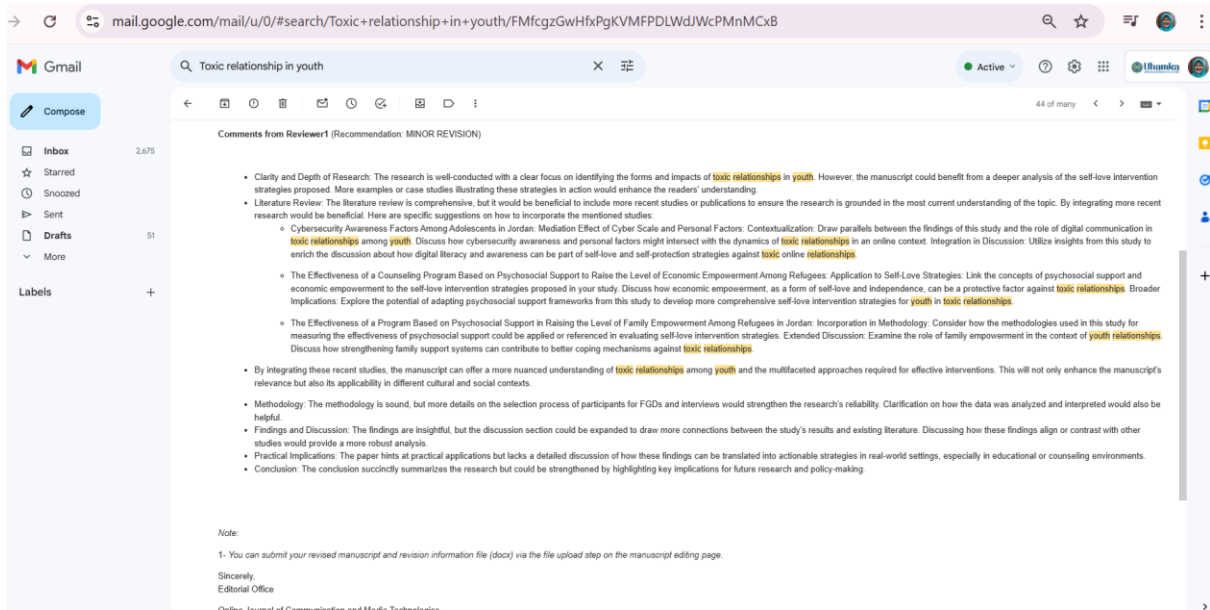 mail.google.com/mail/u/0/#search/Toxic+relationship+in+youth/FMfcgzGwHfxPgKVMFPDLWdJWcPMnMCxB
Gmail
Toxic relationship in youth
Active
Uhamka
Compose
44 of many
Inbox 2,675
Starred
Snoozed
Sent
Drafts 51
More
Labels
Comments from Reviewer1 (Recommendation: MINOR REVISION)
• Clarity and Depth of Research: The research is well-conducted with a clear focus on identifying the forms and impacts of toxic relationships in youth. However, the manuscript could benefit from a deeper analysis of the self-love intervention
strategies proposed. More examples or case studies illustrating these strategies in action would enhance the readers' understanding.
• Literature Review: The literature review is comprehensive, but it would be beneficial to include more recent studies or publications to ensure the research is grounded in the most current understanding of the topic. By integrating more recent
research would be beneficial. Here are specific suggestions on how to incorporate the mentioned studies:
◦ Cybersecurity Awareness Factors Among Adolescents in Jordan: Mediation Effect of Cyber Scale and Personal Factors: Contextualization: Draw parallels between the findings of this study and the role of digital communication in
toxic relationships among youth. Discuss how cybersecurity awareness and personal factors might intersect with the dynamics of toxic relationships in an online context. Integration in Discussion: Utilize insights from this study to
enrich the discussion about how digital literacy and awareness can be part of self-love and self-protection strategies against toxic online relationships.
◦ The Effectiveness of a Counseling Program Based on Psychosocial Support to Raise the Level of Economic Empowerment Among Refugees: Application to Self-Love Strategies: Link the concepts of psychosocial support and
economic empowerment to the self-love intervention strategies proposed in your study. Discuss how economic empowerment, as a form of self-love and independence, can be a protective factor against toxic relationships. Broader
Implications: Explore the potential of adapting psychosocial support frameworks from this study to develop more comprehensive self-love intervention strategies for youth in toxic relationships.
◦ The Effectiveness of a Program Based on Psychosocial Support in Raising the Level of Family Empowerment Among Refugees in Jordan: Incorporation in Methodology: Consider how the methodologies used in this study for
measuring the effectiveness of psychosocial support could be applied or referenced in evaluating self-love intervention strategies. Extended Discussion: Examine the role of family empowerment in the context of youth relationships.
Discuss how strengthening family support systems can contribute to better coping mechanisms against toxic relationships.
• By integrating these recent studies, the manuscript can offer a more nuanced understanding of toxic relationships among youth and the multifaceted approaches required for effective interventions. This will not only enhance the manuscript's
relevance but also its applicability in different cultural and social contexts.
• Methodology: The methodology is sound, but more details on the selection process of participants for FGDs and interviews would strengthen the research's reliability. Clarification on how the data was analyzed and interpreted would also be
helpful.
• Findings and Discussion: The findings are insightful, but the discussion section could be expanded to draw more connections between the study's results and existing literature. Discussing how these findings align or contrast with other
studies would provide a more robust analysis.
• Practical Implications: The paper hints at practical applications but lacks a detailed discussion of how these findings can be translated into actionable strategies in real-world settings, especially in educational or counseling environments.
• Conclusion: The conclusion succinctly summarizes the research but could be strengthened by highlighting key implications for future research and policy-making.
Note:
1- You can submit your revised manuscript and revision information file (docx) via the file upload step on the manuscript editing page.
Sincerely,
Editorial Office
Online Journal of Communication and Media Technologies